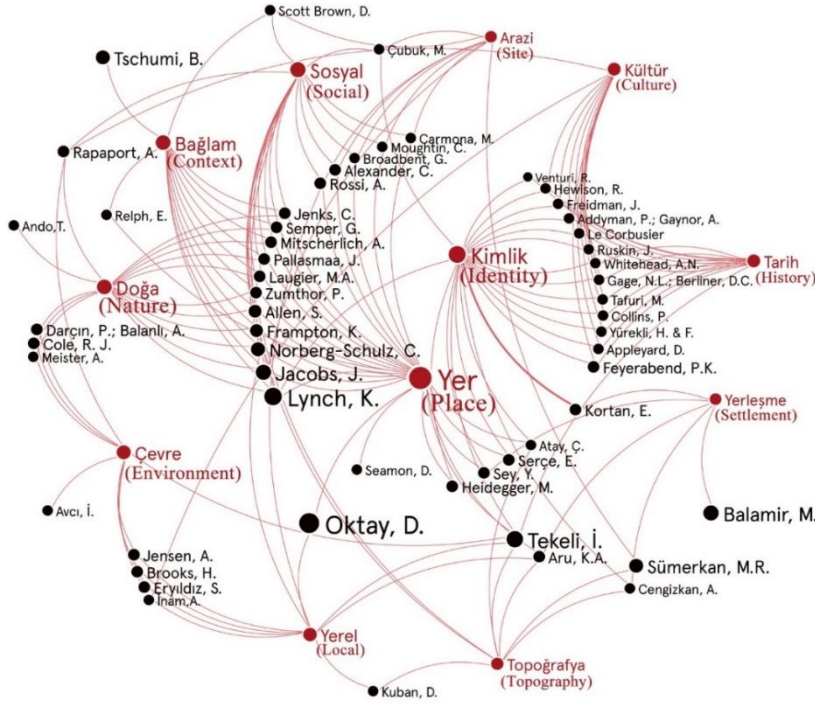 Scott Brown, D.
Arazi
(Site)
Çubuk, M.
Tschumi, B.
Sosyal
(Social)
Kültür
(Culture)
Bağlam
(Context)
Carmona, M.
Moughtin, C.
Broadbent, G.
Alexander, C.
Rossi, A.
Rapaport, A.
Venturi, R.
Hewison, R.
Freidman, J.
Addyman, P.; Gaynor, A.
Le Corbusier
Ruskin, J.
Whitehead, A.N.
Gage, N.L.; Berliner, D.C.
Tafuri, M.
Collins, P.
Yürekli, H. & F.
Appleyard, D.
Feyerabend, P.K.
Relph, E.
Ando,T.
Jenks, C.
Semper, G.
Mitscherlich, A.
Pallasmaa, J.
Laugier, M.A.
Zumthor, P.
Allen, S.
Frampton, K.
Norberg-Schulz, C.
Jacobs, J.
Lynch, K.
Kimlik
(Identity)
Tarih
(History)
Doğa
(Nature)
Darçın, P.; Balanlı, A.
Cole, R. J.
Meister, A.
Yer
(Place)
Yerleşme
(Settlement)
Kortan, E.
Çevre
(Environment)
Atay, Ç.
Serçe, E.
Sey, Y.
Heidegger, M.
Seamon, D.
Avcı, İ.
Oktay, D.
Balamir, M.
Tekeli, İ.
Aru, K.A.
Sümerkan, M.R.
Cengizkan, A.
Jensen, A.
Brooks, H.
Eryıldız, S.
İnam,A.
Yerel
(Local)
Topoğrafya
(Topography)
Kuban, D.